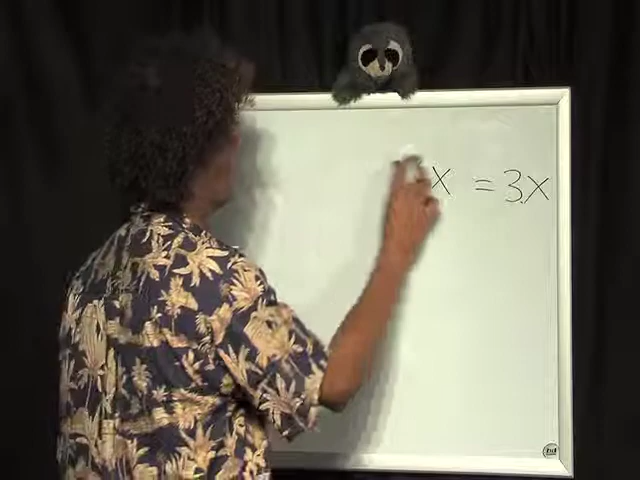 x = 3x